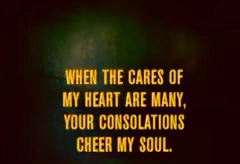 WHEN THE CARES OF
MY HEART ARE MANY,
YOUR CONSOLATIONS
CHEER MY SOUL.